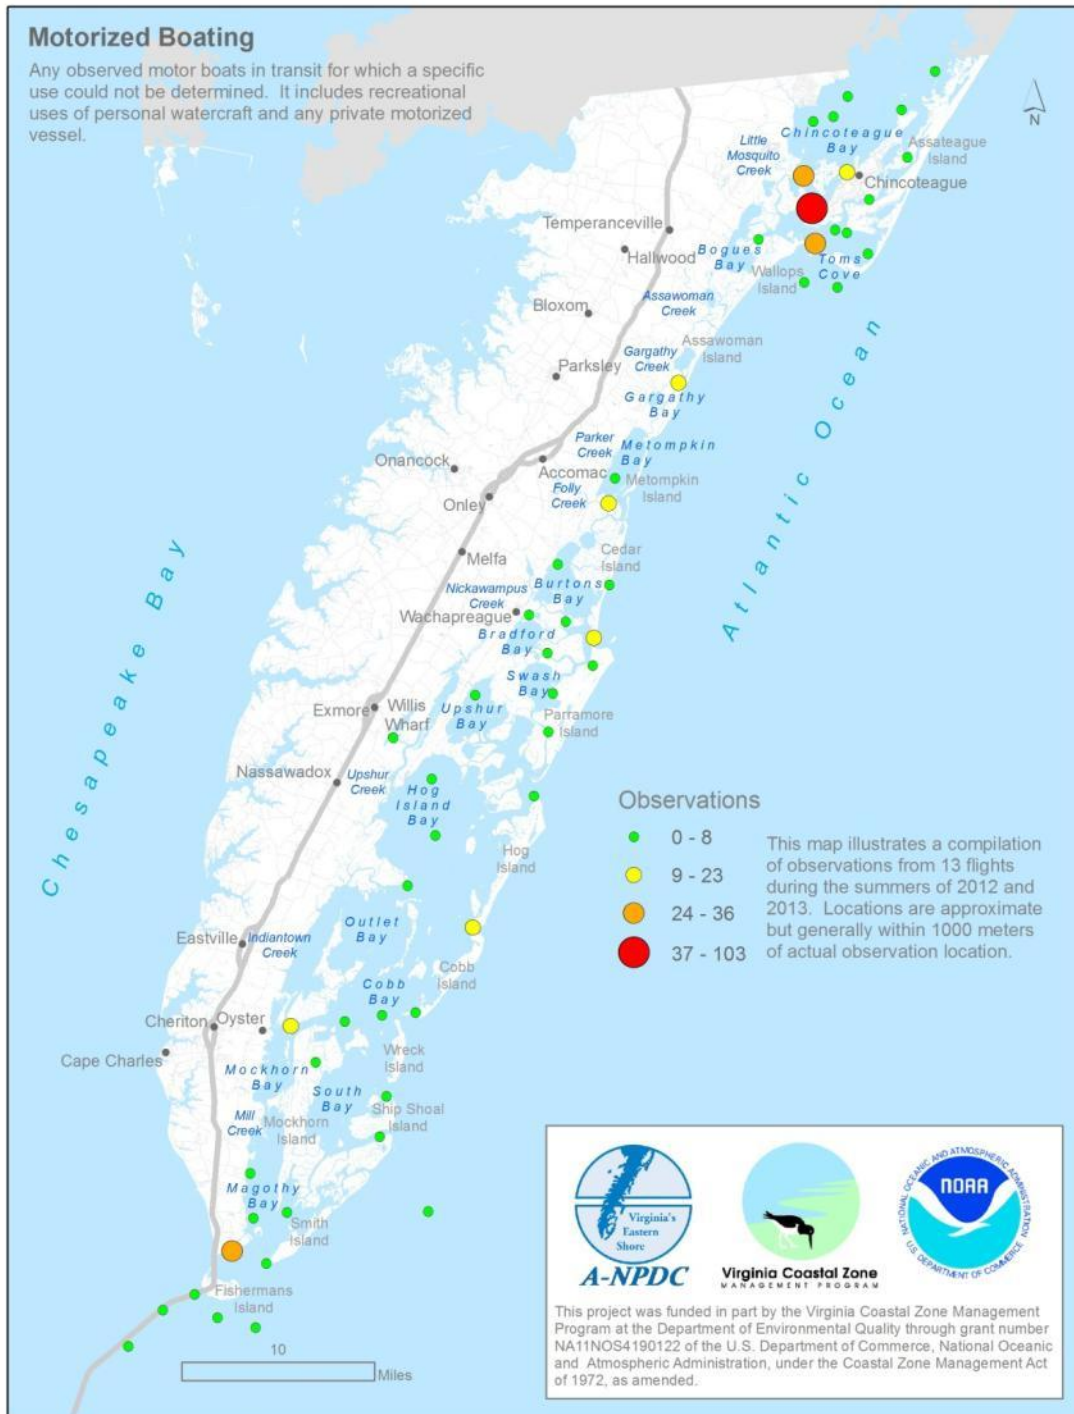 Motorized Boating
Any observed motor boats in transit for which a specific
use could not be determined. It includes recreational
uses of personal watercraft and any private motorized
vessel.
N
Little
Mosquito
Creek
Chincoteague
Bay
Assateague
Island
Chincoteague
Temperanceville
Hallwood
Bogues
Bay
Wallops
Island
Toms
Cove
Bloxom
Assawoman
Creek
Assawoman
Island
Parksley
Gargathy
Creek
Gargathy
Bay
Atlantic Ocean
Parker
Creek
Metompkin
Bay
Onancock
Accomac
Metompkin
Island
Folly
Creek
Onley
Melfa
Cedar
Island
Nickawampus
Creek
Burtons
Bay
Wachapreague
Bradford
Bay
Swash
Bay
Chesapeake Bay
Exmore
Willis
Wharf
Upshur
Bay
Parramore
Island
Nassawadox
Upshur
Creek
Hog
Island
Bay
Hog
Island
Observations
0 - 8
9 - 23
24 - 36
37 - 103
This map illustrates a compilation
of observations from 13 flights
during the summers of 2012 and
2013. Locations are approximate
but generally within 1000 meters
of actual observation location.
Outlet
Bay
Eastville
Indiantown
Creek
Cobb
Island
Cobb
Bay
Cheriton
Oyster
Cape Charles
Wreck
Island
Mockhorn
Bay
South
Bay
Ship Shoal
Island
Mill
Creek
Mockhorn
Island
Magothy
Bay
Smith
Island
Fishermans
Island
10
Miles
Virginia's
Eastern
Shore
A-NPDC
Virginia Coastal Zone
MANAGEMENT PROGRAM
NATIONAL OCEANIC AND ATMOSPHERIC ADMINISTRATION
NOAA
U.S. DEPARTMENT OF COMMERCE
This project was funded in part by the Virginia Coastal Zone Management
Program at the Department of Environmental Quality through grant number
NA11NOS4190122 of the U.S. Department of Commerce, National Oceanic
and Atmospheric Administration, under the Coastal Zone Management Act
of 1972, as amended.